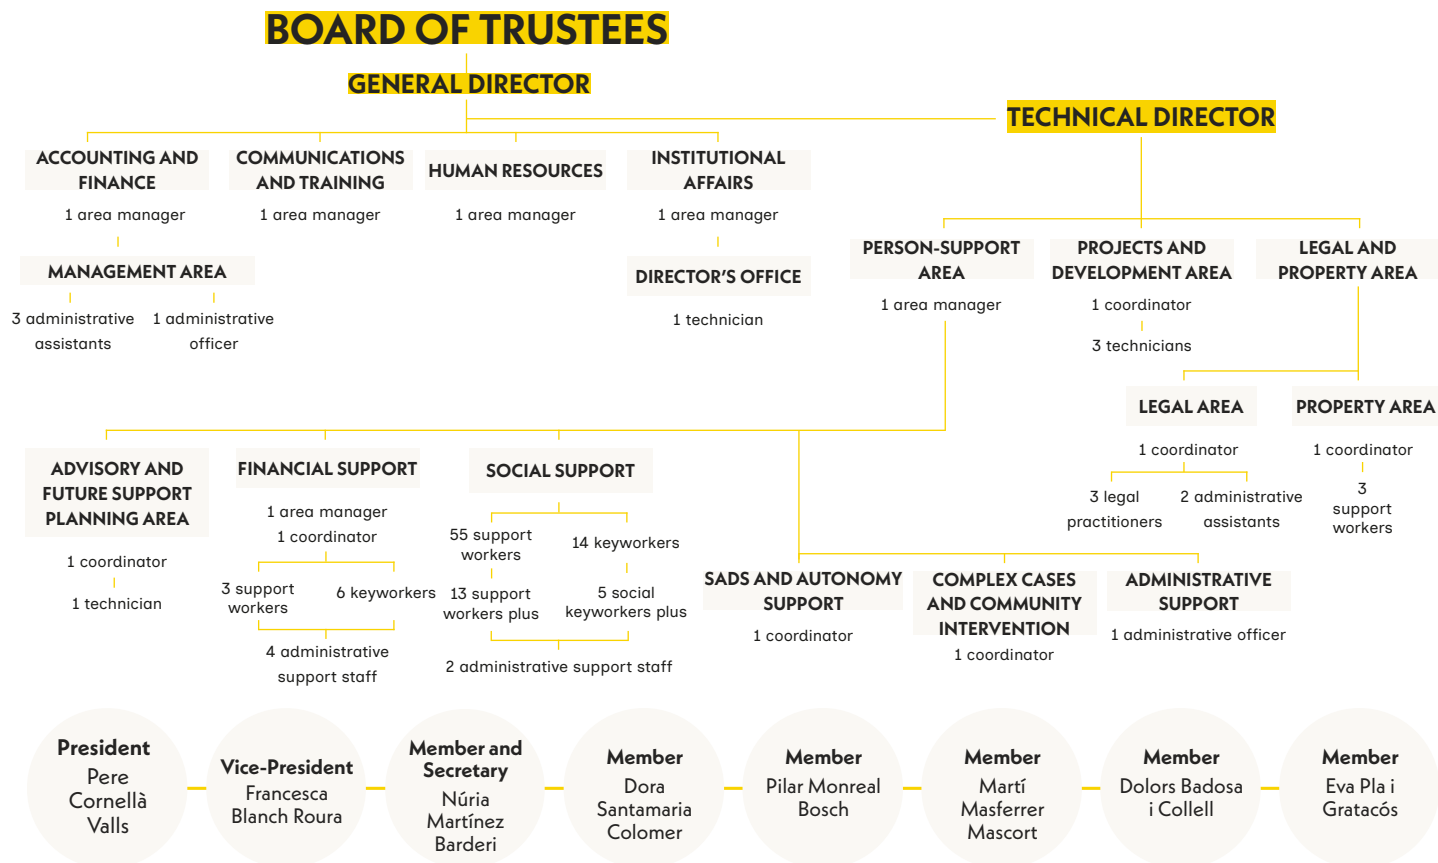 BOARD OF TRUSTEES
GENERAL DIRECTOR
TECHNICAL DIRECTOR
ACCOUNTING AND
FINANCE
1 area manager
COMMUNICATIONS
AND TRAINING
1 area manager
HUMAN RESOURCES
1 area manager
INSTITUTIONAL
AFFAIRS
1 area manager
MANAGEMENT AREA
3 administrative
assistants
1 administrative
officer
DIRECTOR'S OFFICE
1 technician
PERSON-SUPPORT
AREA
1 area manager
PROJECTS AND
DEVELOPMENT AREA
1 coordinator
3 technicians
LEGAL AND
PROPERTY AREA
LEGAL AREA
1 coordinator
3 legal
practitioners
2 administrative
assistants
PROPERTY AREA
1 coordinator
3
support
workers
ADVISORY AND
FUTURE SUPPORT
PLANNING AREA
1 coordinator
1 technician
FINANCIAL SUPPORT
1 area manager
1 coordinator
3 support
workers
6 keyworkers
4 administrative
support staff
SOCIAL SUPPORT
55 support
workers
14 keyworkers
13 support
workers plus
5 social
keyworkers plus
2 administrative support staff
SADS AND AUTONOMY
SUPPORT
1 coordinator
COMPLEX CASES
AND COMMUNITY
INTERVENTION
1 coordinator
ADMINISTRATIVE
SUPPORT
1 administrative officer
President
Pere
Cornellà
Valls
Vice-President
Francesca
Blanch Roura
Member and
Secretary
Núria
Martínez
Barderi
Member
Dora
Santamaria
Colomer
Member
Pilar Monreal
Bosch
Member
Martí
Masferrer
Mascort
Member
Dolors Badosa
i Collell
Member
Eva Pla i
Gratacós